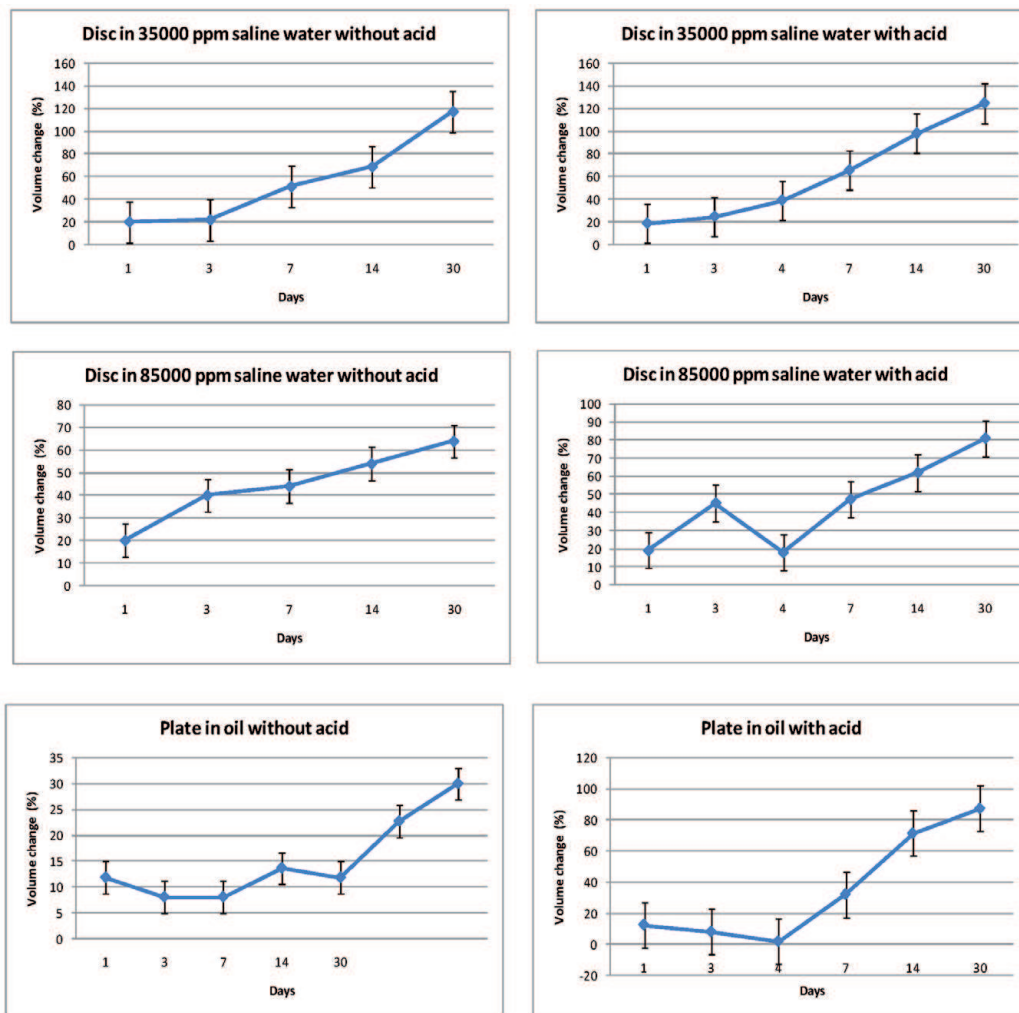 Disc in 35000 ppm saline water without acid
Volume change (%)
160
140
120
100
80
60
40
20
0
1 3 7 14 30
Days
Disc in 35000 ppm saline water with acid
Volume change (%)
160
140
120
100
80
60
40
20
0
1 3 4 7 14 30
Days
Disc in 85000 ppm saline water without acid
Volume change (%)
80
70
60
50
40
30
20
10
0
1 3 7 14 30
Days
Disc in 85000 ppm saline water with acid
Volume change (%)
100
90
80
70
60
50
40
30
20
10
0
1 3 4 7 14 30
Days
Plate in oil without acid
Volume change (%)
35
30
25
20
15
10
5
0
1 3 7 14 30
Days
Plate in oil with acid
Volume change (%)
120
100
80
60
40
20
0
-20
1 3 4 7 14 30
Days